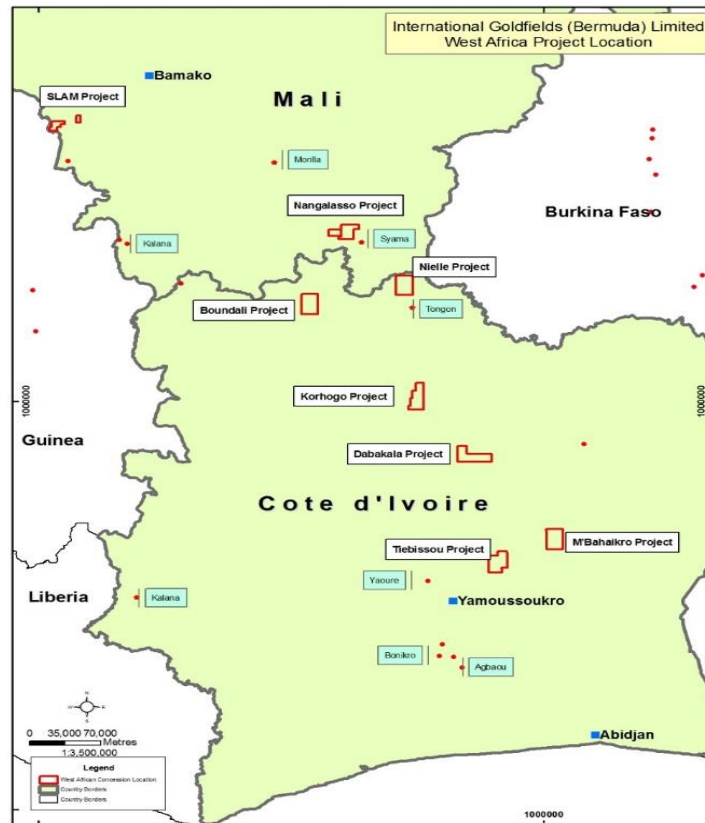 International Goldfields (Bermuda) Limited
West Africa Project Location
Bamako
SLAM Project
Mali
Morila
Nangalasso Project
Burkina Faso
Kalana
Syama
Nielle Project
Boundali Project
Tongon
1000000
1000000
Korhogo Project
Guinea
Dabakala Project
Cote d'Ivoire
M'Bahaikro Project
Tiebissou Project
Yaoure
Liberia
Kalana
Yamoussoukro
Bonikro
Agbaou
N
W E
S
0 35,000 70,000
Metres
1:3,500,000
Abidjan
Legend
West African Concession Location
Country Borders
Country Borders
1000000